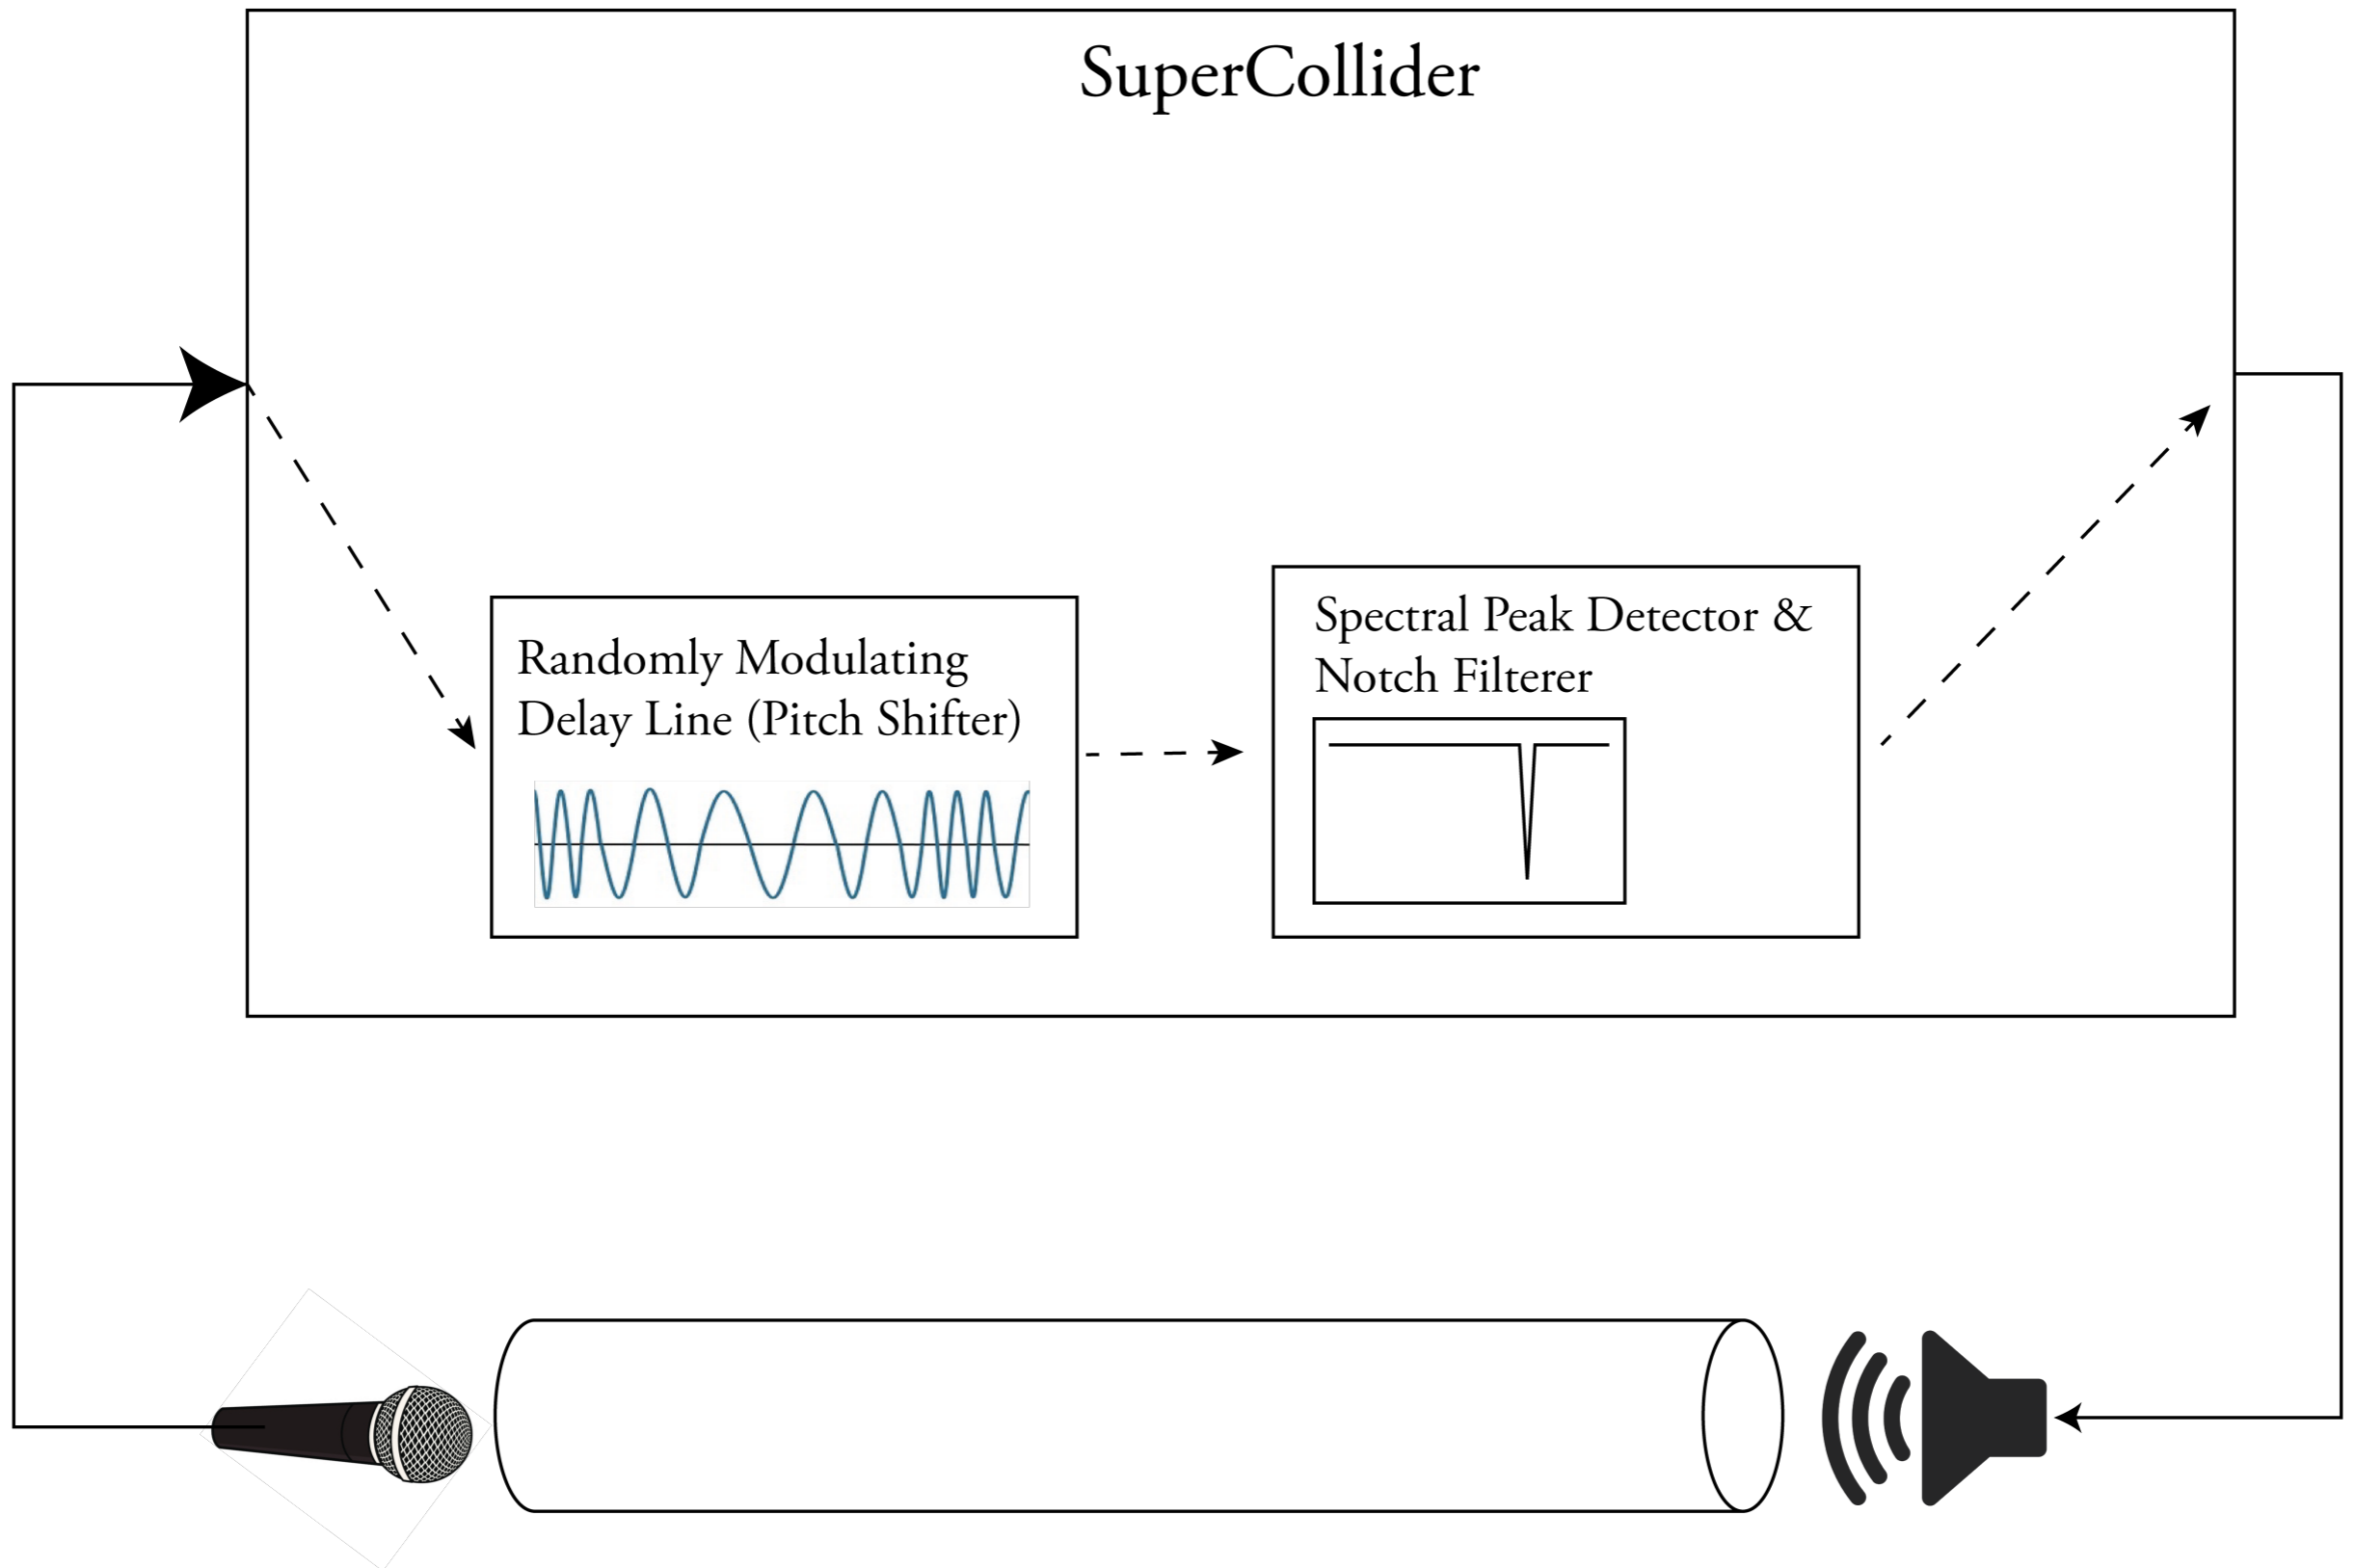 SuperCollider
Randomly Modulating
Delay Line (Pitch Shifter)
Spectral Peak Detector &
Notch Filterer